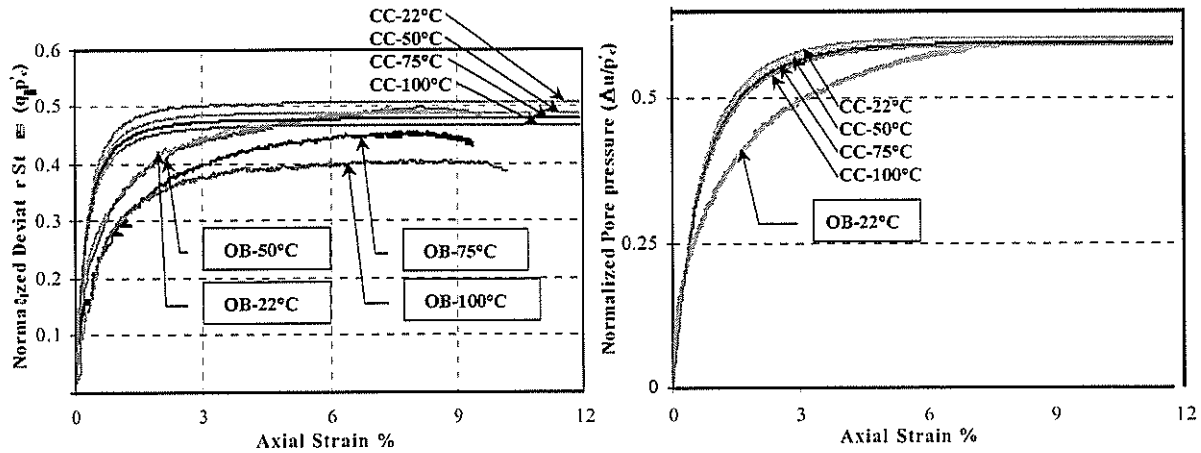 CC-22°C
CC-50°C
CC-75°C
CC-100°C
0.6
0.5
0.4
0.3
0.2
0.1
OB-50°C
OB-75°C
OB-22°C
OB-100°C
0
3
6
9
12
Axial Strain %
Normalized Pore pressure (Δu/p'c)
0.5
0.25
0
CC-22°C
CC-50°C
CC-75°C
CC-100°C
OB-22°C
0
3
6
9
12
Axial Strain %